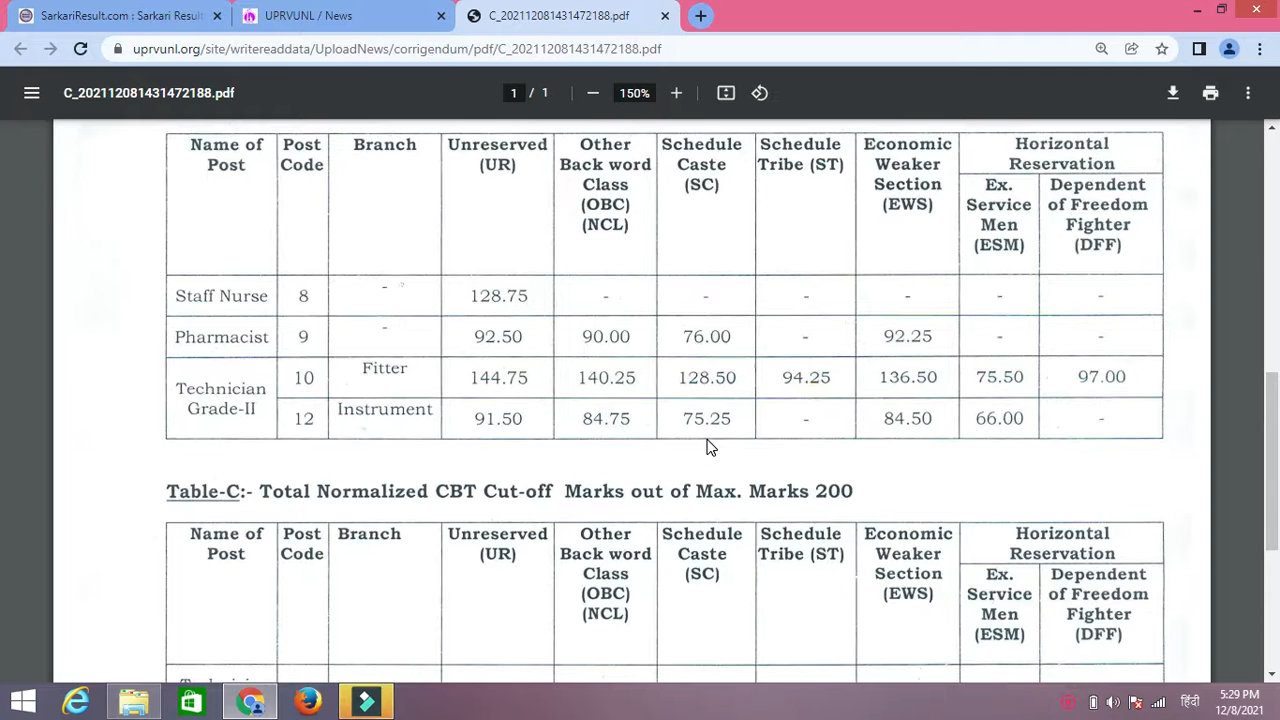 SarkariResult.com : Sarkari Result
UPRVUNL / News
C_202112081431472188.pdf
uprvunl.org/site/writereaddata/UploadNews/corrigendum/pdf/C_202112081431472188.pdf
C_202112081431472188.pdf
1 / 1
150%
Name of Post | Post Code | Branch | Unreserved (UR) | Other Back word Class (OBC) (NCL) | Schedule Caste (SC) | Schedule Tribe (ST) | Economic Weaker Section (EWS) | Horizontal Reservation
Ex. Service Men (ESM) | Dependent of Freedom Fighter (DFF)
Staff Nurse | 8 | - | 128.75 | - | - | - | - | - | -
Pharmacist | 9 | - | 92.50 | 90.00 | 76.00 | - | 92.25 | - | -
Technician Grade-II | 10 | Fitter | 144.75 | 140.25 | 128.50 | 94.25 | 136.50 | 75.50 | 97.00
12 | Instrument | 91.50 | 84.75 | 75.25 | - | 84.50 | 66.00 | -
Table-C:- Total Normalized CBT Cut-off Marks out of Max. Marks 200
Name of Post | Post Code | Branch | Unreserved (UR) | Other Back word Class (OBC) (NCL) | Schedule Caste (SC) | Schedule Tribe (ST) | Economic Weaker Section (EWS) | Horizontal Reservation
Ex. Service Men (ESM) | Dependent of Freedom Fighter (DFF)
हिंदी
5:29 PM
12/8/2021